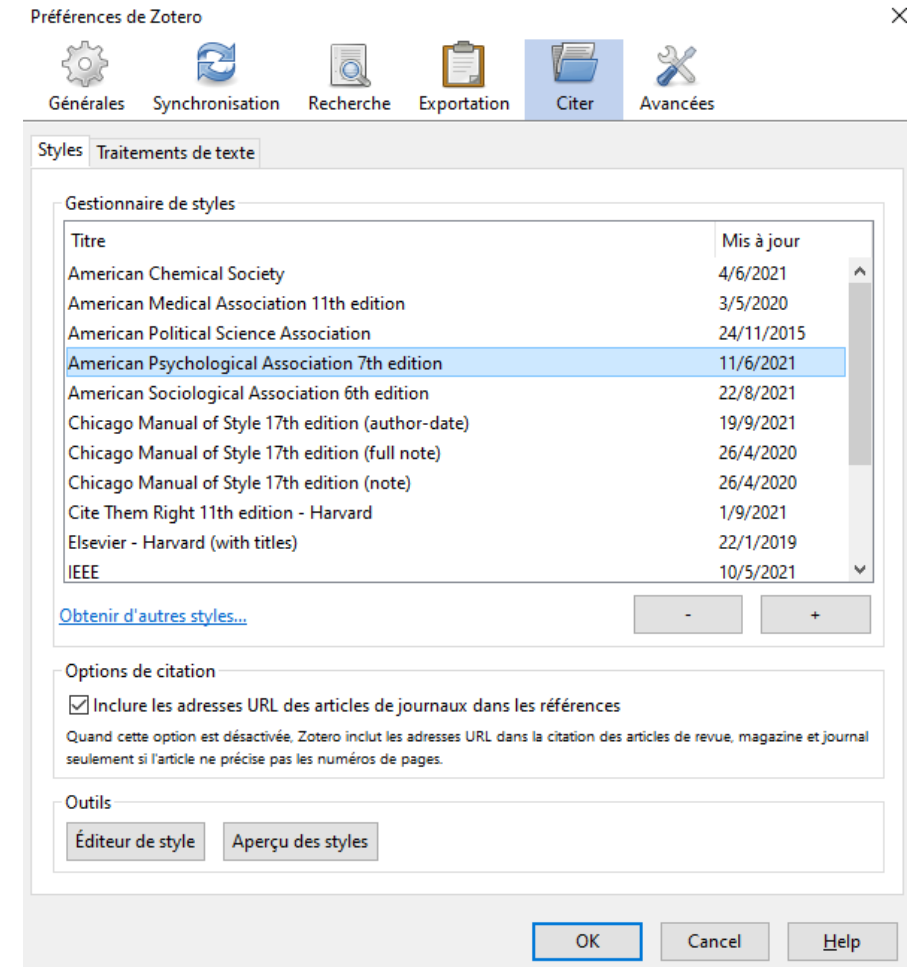 Préférences de Zotero
Générales Synchronisation Recherche Exportation Citer Avancées
Styles Traitements de texte
Gestionnaire de styles
Titre Mis à jour
American Chemical Society 4/6/2021
American Medical Association 11th edition 3/5/2020
American Political Science Association 24/11/2015
American Psychological Association 7th edition 11/6/2021
American Sociological Association 6th edition 22/8/2021
Chicago Manual of Style 17th edition (author-date) 19/9/2021
Chicago Manual of Style 17th edition (full note) 26/4/2020
Chicago Manual of Style 17th edition (note) 26/4/2020
Cite Them Right 11th edition - Harvard 1/9/2021
Elsevier - Harvard (with titles) 22/1/2019
IEEE 10/5/2021
Obtenir d'autres styles... - +
Options de citation
Inclure les adresses URL des articles de journaux dans les références
Quand cette option est désactivée, Zotero inclut les adresses URL dans la citation des articles de revue, magazine et journal
seulement si l'article ne précise pas les numéros de pages.
Outils
Éditeur de style Aperçu des styles
OK Cancel Help